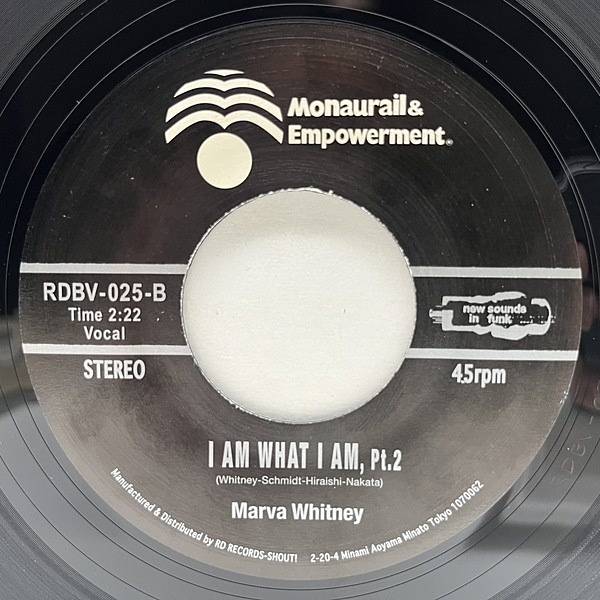 Monaurail &
Empowerment®
RDBV-025-B
Time 2:22
Vocal
new sounds
in funk
STEREO
45rpm
I AM WHAT I AM, Pt.2
(Whitney-Schmidt-Hiraishi-Nakata)
Marva Whitney
Manufactured & Distributed by RD RECORDS-SHOUT! 2-20-4 Minami Aoyama Minato Tokyo 1070062